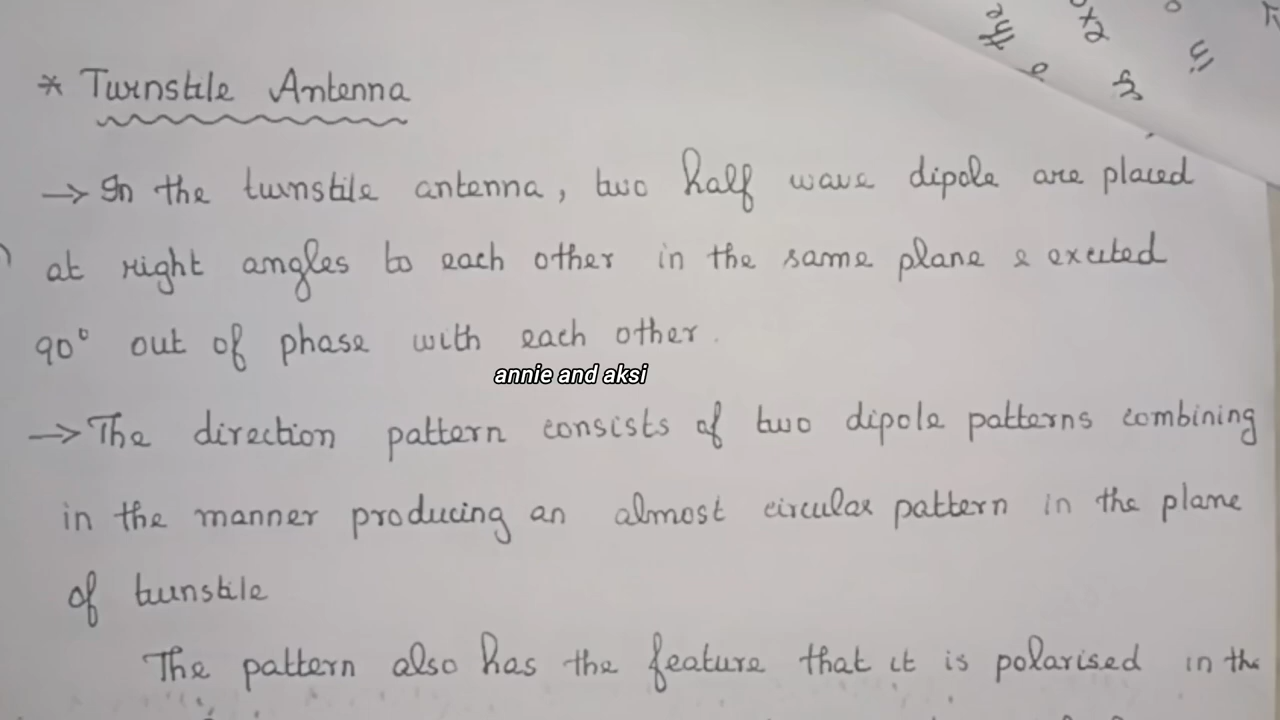 * Turnstile Antenna
→ In the turnstile antenna, two half wave dipole are placed
at right angles to each other in the same plane & excited
90° out of phase with each other.
annie and aksi
→ The direction pattern consists of two dipole patterns combining
in the manner producing an almost circular pattern in the plane
of turnstile
The pattern also has the feature that it is polarised in the
the
in